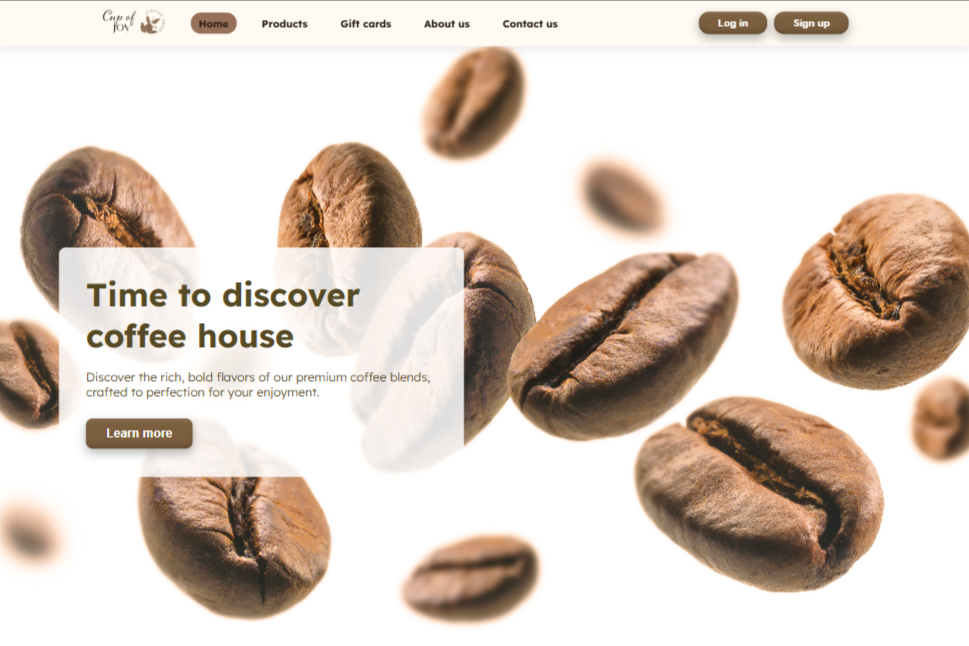 Cup of
JOY
Home
Products
Gift cards
About us
Contact us
Log in
Sign up
Time to discover
coffee house
Discover the rich, bold flavors of our premium coffee blends,
crafted to perfection for your enjoyment.
Learn more